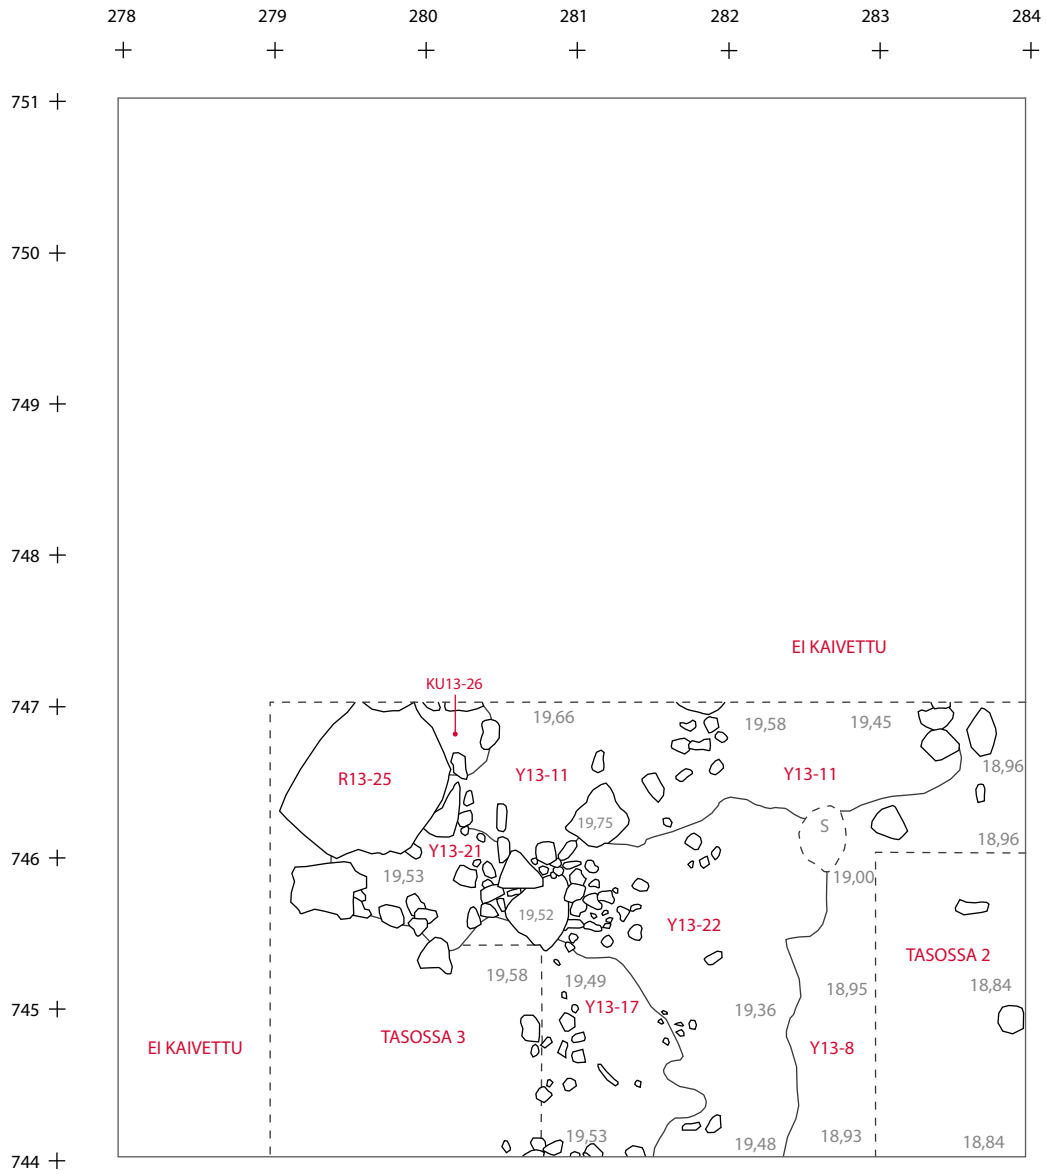 278 279 280 281 282 283 284
751
750
749
748
EI KAIVETTU
KU13-26
747
19,66 19,58 19,45
18,96
R13-25 Y13-11 Y13-11
19,75 S
18,96
Y13-21
746
19,53 19,00
19,52
Y13-22
TASOSSA 2
19,58 19,49 18,95 18,84
745
Y13-17 19,36
TASOSSA 3
EI KAIVETTU Y13-8
19,53 19,48 18,93 18,84
744